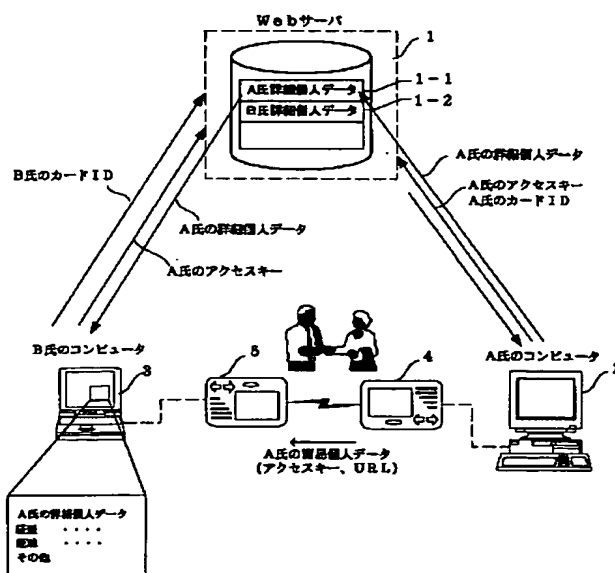 Webサーバ
1
A氏詳細個人データ
1-1
B氏詳細個人データ
1-2
B氏のカードID
A氏の詳細個人データ
A氏のアクセスキー
A氏の詳細個人データ
A氏のアクセスキー
A氏のカードID
B氏のコンピュータ
3
5
4
A氏のコンピュータ
2
A氏の簡易個人データ
(アクセスキー、URL)
A氏の詳細個人データ
・・・・
・・・・
その他